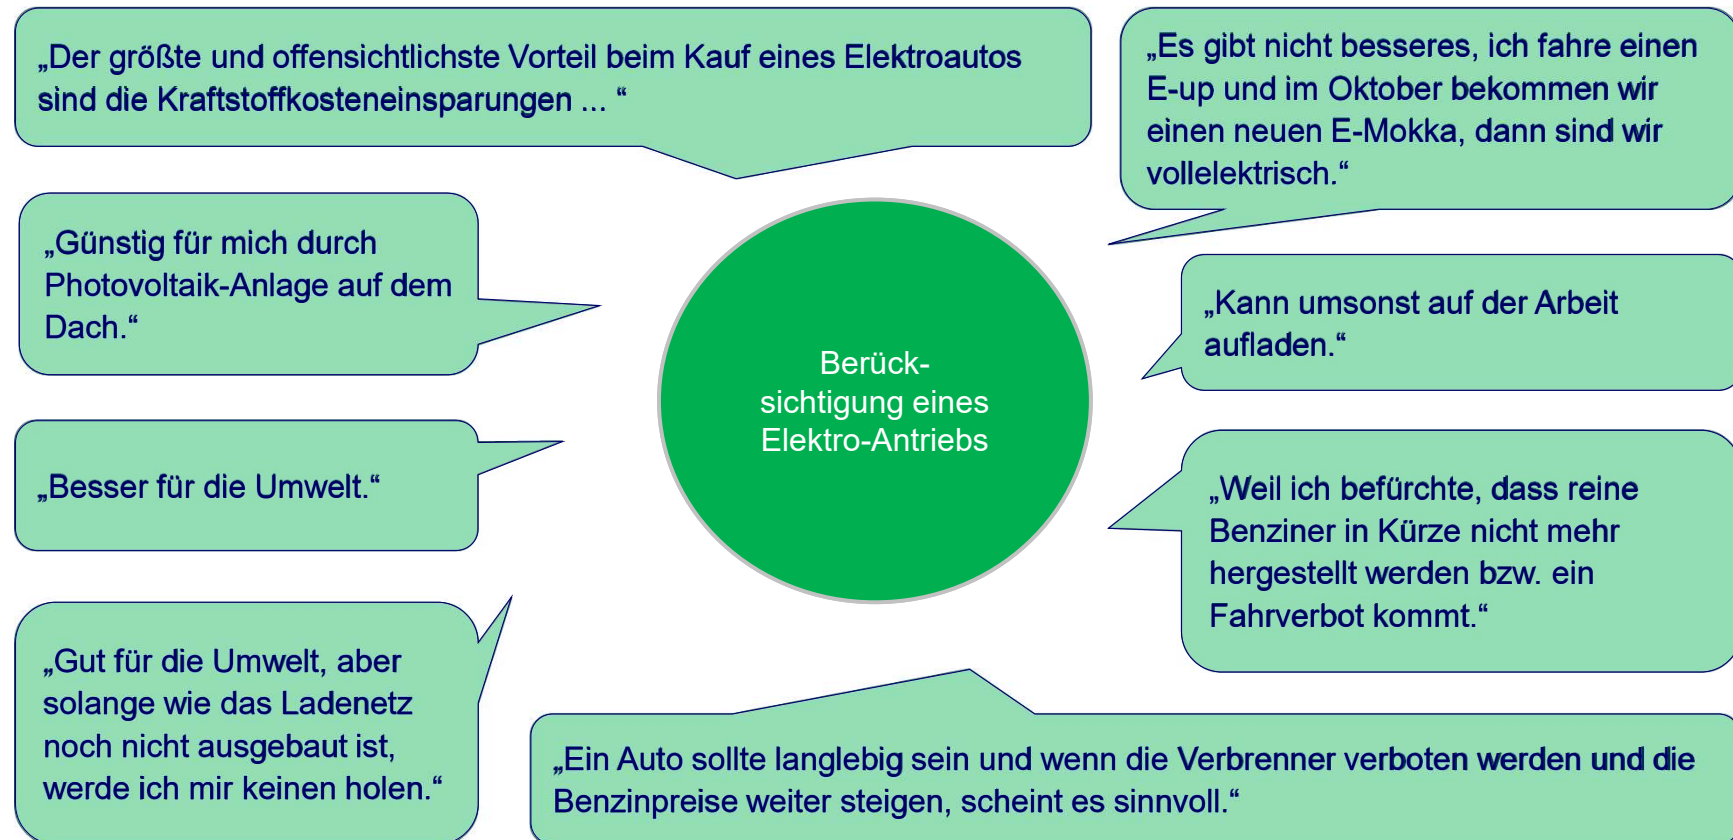 „Der größte und offensichtlichste Vorteil beim Kauf eines Elektroautos
sind die Kraftstoffkosteneinsparungen ... “
„Es gibt nicht besseres, ich fahre einen
E-up und im Oktober bekommen wir
einen neuen E-Mokka, dann sind wir
vollelektrisch.“
„Günstig für mich durch
Photovoltaik-Anlage auf dem
Dach.“
„Kann umsonst auf der Arbeit
aufladen.“
Berück-
sichtigung eines
Elektro-Antriebs
„Besser für die Umwelt.“
„Weil ich befürchte, dass reine
Benziner in Kürze nicht mehr
hergestellt werden bzw. ein
Fahrverbot kommt.“
„Gut für die Umwelt, aber
solange wie das Ladenetz
noch nicht ausgebaut ist,
werde ich mir keinen holen.“
„Ein Auto sollte langlebig sein und wenn die Verbrenner verboten werden und die
Benzinpreise weiter steigen, scheint es sinnvoll.“